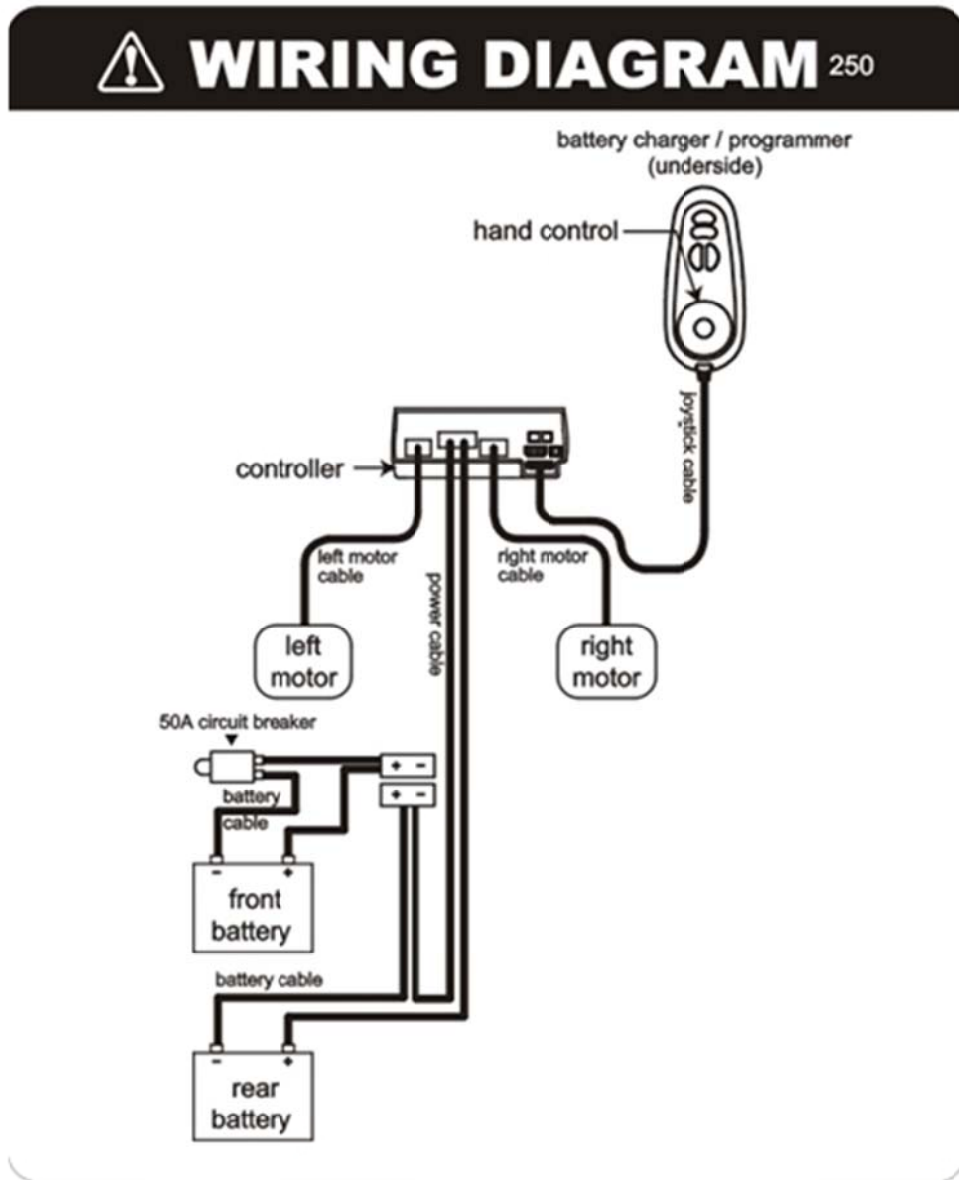 WIRING DIAGRAM 250
battery charger / programmer
(underside)
hand control
joystick cable
controller
left motor
cable
right motor
cable
power cable
left
motor
right
motor
50A circuit breaker
+ -
+ -
battery
cable
- +
front
battery
battery cable
- +
rear
battery